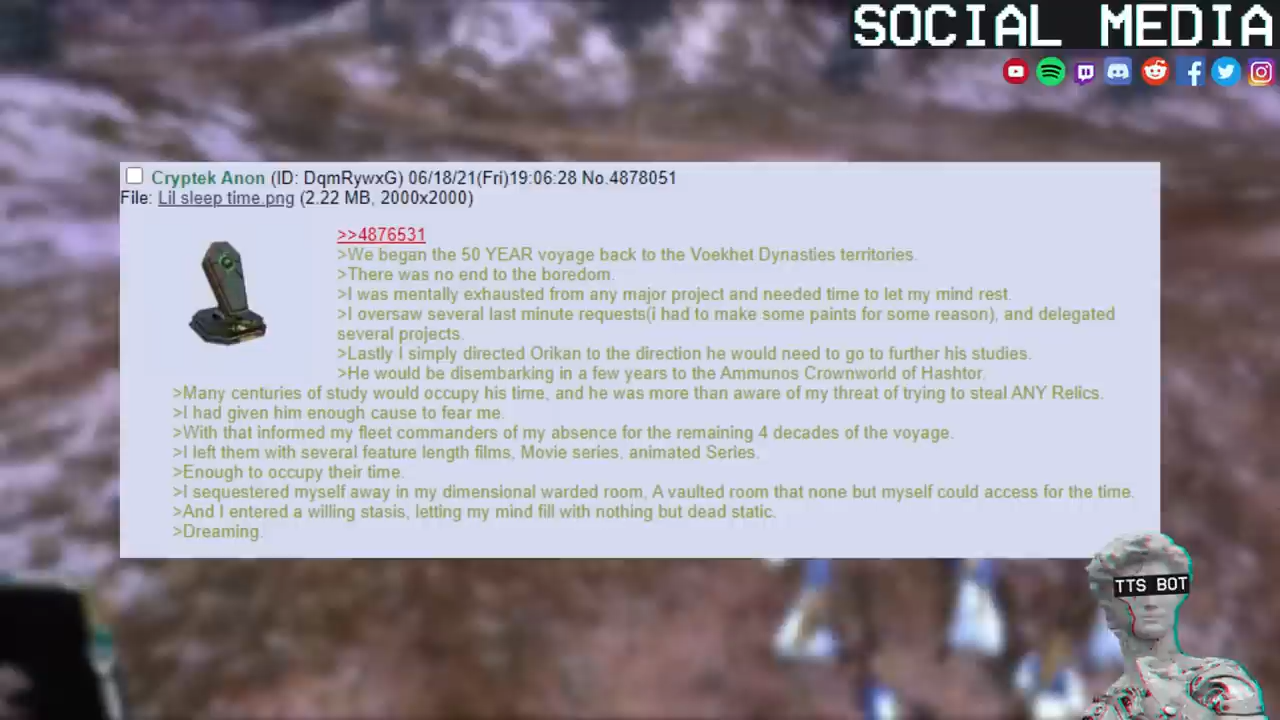 SOCIAL MEDIA
Cryptek Anon (ID: DqmRywxG) 06/18/21(Fri)19:06:28 No.4878051
File: Lil sleep time.png (2.22 MB, 2000x2000)
>>4876531
>We began the 50 YEAR voyage back to the Voekhet Dynasties territories.
>There was no end to the boredom.
>I was mentally exhausted from any major project and needed time to let my mind rest.
>I oversaw several last minute requests(i had to make some paints for some reason), and delegated
several projects.
>Lastly I simply directed Orikan to the direction he would need to go to further his studies.
>He would be disembarking in a few years to the Ammunos Crownworld of Hashtor.
>Many centuries of study would occupy his time, and he was more than aware of my threat of trying to steal ANY Relics.
>I had given him enough cause to fear me.
>With that informed my fleet commanders of my absence for the remaining 4 decades of the voyage.
>I left them with several feature length films, Movie series, animated Series.
>Enough to occupy their time.
>I sequestered myself away in my dimensional warded room, A vaulted room that none but myself could access for the time.
>And I entered a willing stasis, letting my mind fill with nothing but dead static.
>Dreaming.
TTS BOT